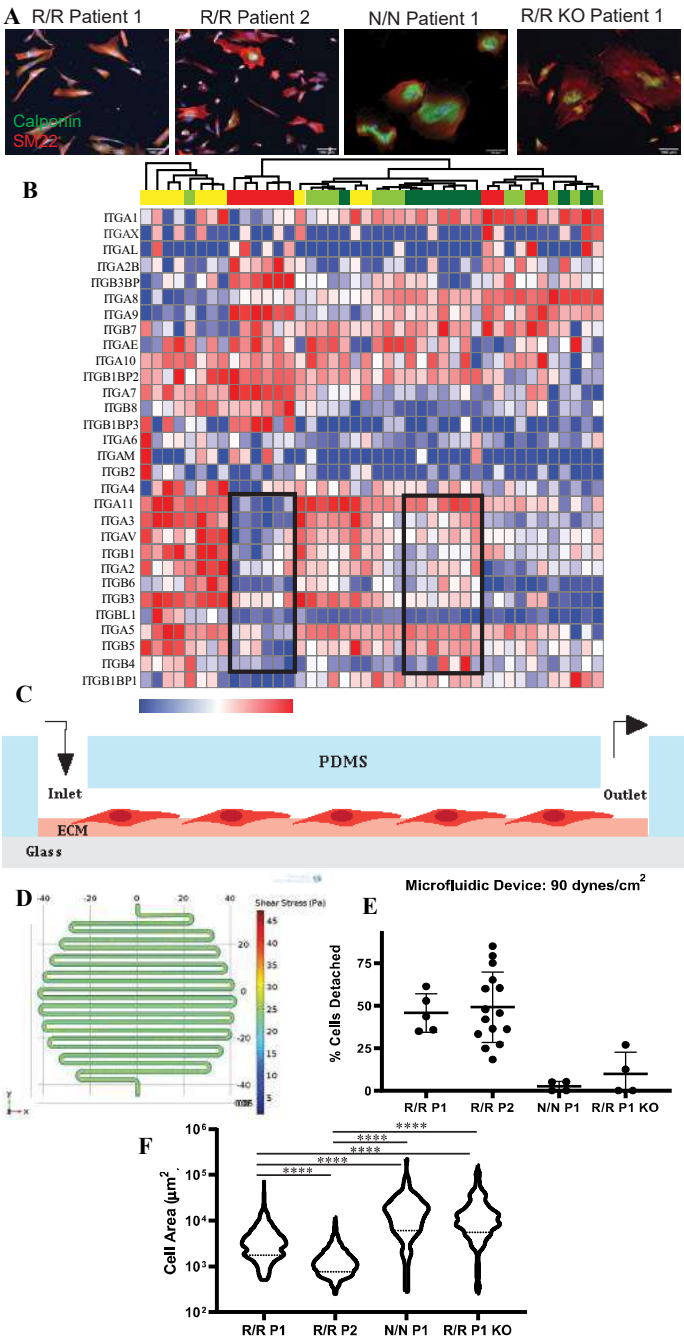 A
R/R Patient 1
R/R Patient 2
N/N Patient 1
R/R KO Patient 1
Calponin
SM22
B
ITGA1
ITGAX
ITGAL
ITGA2B
ITGB3BP
ITGA8
ITGA9
ITGB7
ITGAE
ITGA10
ITGB1BP2
ITGA7
ITGB8
ITGB1BP3
ITGA6
ITGAM
ITGB2
ITGA4
ITGA11
ITGA3
ITGAV
ITGB1
ITGA2
ITGB6
ITGB3
ITGBL1
ITGA5
ITGB5
ITGB4
ITGB1BP1
C
PDMS
Inlet
Outlet
ECM
Glass
D
-40 -20 0 20 40
Shear Stress (Pa)
20
0
-20
-40
45
40
35
30
25
20
15
10
5
y
x
E
Microfluidic Device: 90 dynes/cm²
% Cells Detached
75
50
25
0
R/R P1
R/R P2
N/N P1
R/R P1 KO
F
Cell Area (µm²)
10⁶
10⁵
10⁴
10³
10²
****
****
****
****
****
R/R P1
R/R P2
N/N P1
R/R P1 KO